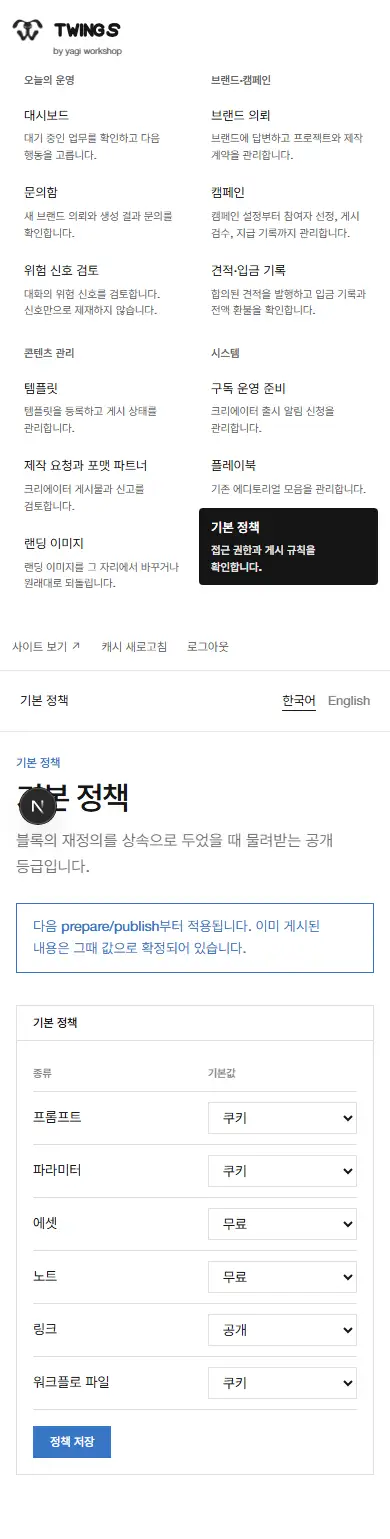 TWINGS
by yagi workshop
오늘의 운영
대시보드
대기 중인 업무를 확인하고 다음
행동을 고릅니다.
문의함
새 브랜드 의뢰와 생성 결과 문의를
확인합니다.
위험 신호 검토
대화의 위험 신호를 검토합니다.
신호만으로 제재하지 않습니다.
브랜드·캠페인
브랜드 의뢰
브랜드에 답변하고 프로젝트와 제작
계약을 관리합니다.
캠페인
캠페인 설정부터 참여자 선정, 게시
검수, 지급 기록까지 관리합니다.
견적·입금 기록
합의된 견적을 발행하고 입금 기록과
전액 환불을 확인합니다.
콘텐츠 관리
템플릿
템플릿을 등록하고 게시 상태를
관리합니다.
제작 요청과 포맷 파트너
크리에이터 게시물과 신고를
검토합니다.
랜딩 이미지
랜딩 이미지를 그 자리에서 바꾸거나
원래대로 되돌립니다.
시스템
구독 운영 준비
크리에이터 출시 알림 신청을
관리합니다.
플레이북
기존 에디토리얼 모음을 관리합니다.
기본 정책
접근 권한과 게시 규칙을
확인합니다.
사이트 보기 ↗ 캐시 새로고침 로그아웃
기본 정책 한국어 English
기본 정책
N본 정책
블록의 재정의를 상속으로 두었을 때 물려받는 공개
등급입니다.
다음 prepare/publish부터 적용됩니다. 이미 게시된
내용은 그때 값으로 확정되어 있습니다.
기본 정책
종류 기본값
프롬프트 쿠키
파라미터 쿠키
에셋 무료
노트 무료
링크 공개
워크플로 파일 쿠키
정책 저장